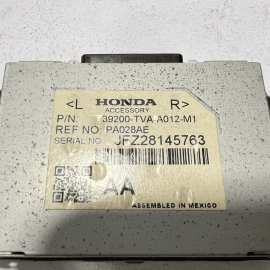 <L HONDA R>
ACCESSORY
P/N: 39200-TVA-A012-M1
REF NO: PA028AE
SERIAL NO: JFZ28145763
AA
ASSEMBLED IN MEXICO